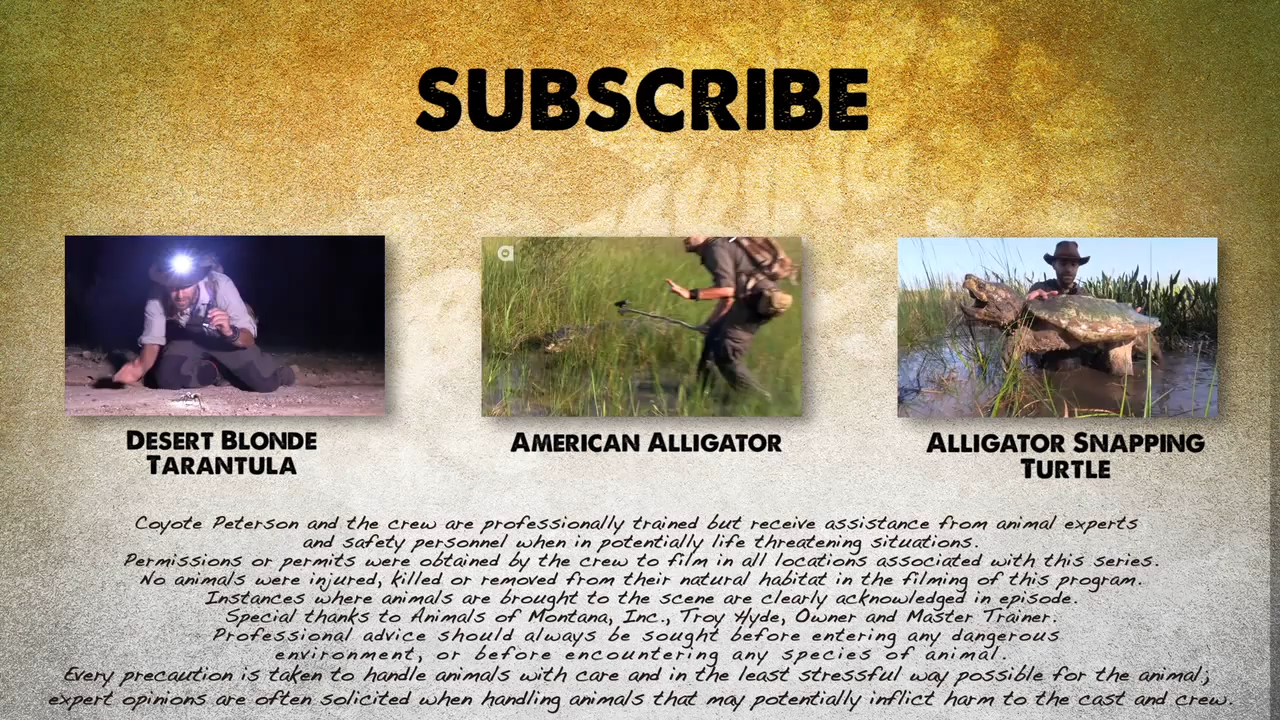 SUBSCRIBE
a
DESERT BLONDE
TARANTULA
AMERICAN ALLIGATOR
ALLIGATOR SNAPPING
TURTLE
Coyote Peterson and the crew are professionally trained but receive assistance from animal experts
and safety personnel when in potentially life threatening situations.
Permissions or permits were obtained by the crew to film in all locations associated with this series.
No animals were injured, killed or removed from their natural habitat in the filming of this program.
Instances where animals are brought to the scene are clearly acknowledged in episode.
Special thanks to Animals of Montana, Inc., Troy Hyde, Owner and Master Trainer.
Professional advice should always be sought before entering any dangerous
environment, or before encountering any species of animal.
Every precaution is taken to handle animals with care and in the least stressful way possible for the animal;
expert opinions are often solicited when handling animals that may potentially inflict harm to the cast and crew.